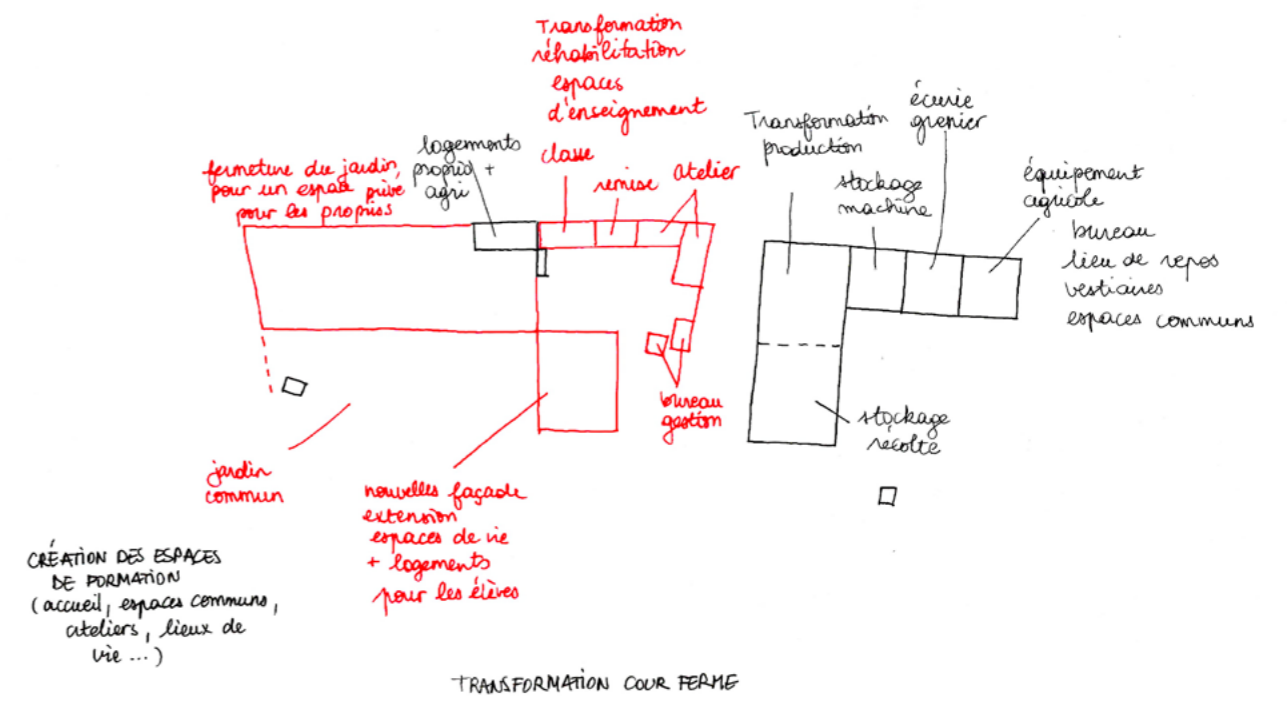 Transformation
réhabilitation
espaces
d'enseignement
fermeture du jardin,
pour un espace privé
pour les proprios
logements
proprio +
agri
classe
remise
atelier
Transformation
production
écurie
grenier
stockage
machine
équipement
agricole
bureau
lieu de repos
vestiaires
espaces communs
bureau
gestion
stockage
récolte
jardin
commun
nouvelles façade
extension
espaces de vie
+ logements
pour les élèves
CRÉATION DES ESPACES
DE FORMATION
(accueil, espaces communs,
ateliers, lieux de
vie ...)
TRANSFORMATION COUR FERME